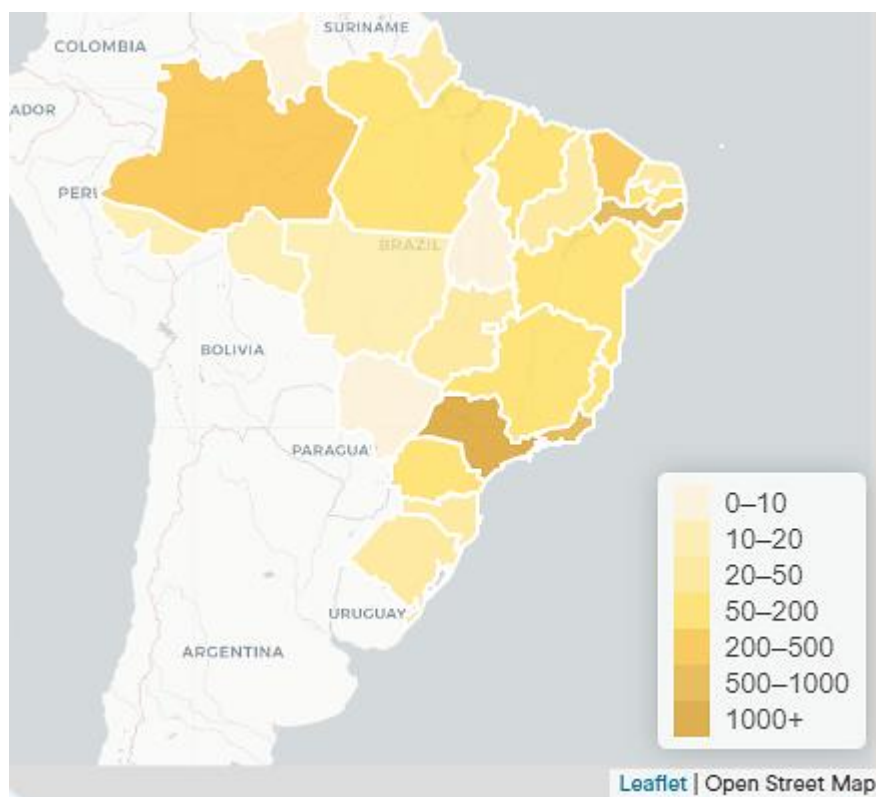 SURINAME
COLOMBIA
ADOR
PERU
BRAZIL
BOLIVIA
PARAGUA
URUGUAY
ARGENTINA
0–10
10–20
20–50
50–200
200–500
500–1000
1000+
Leaflet | Open Street Map